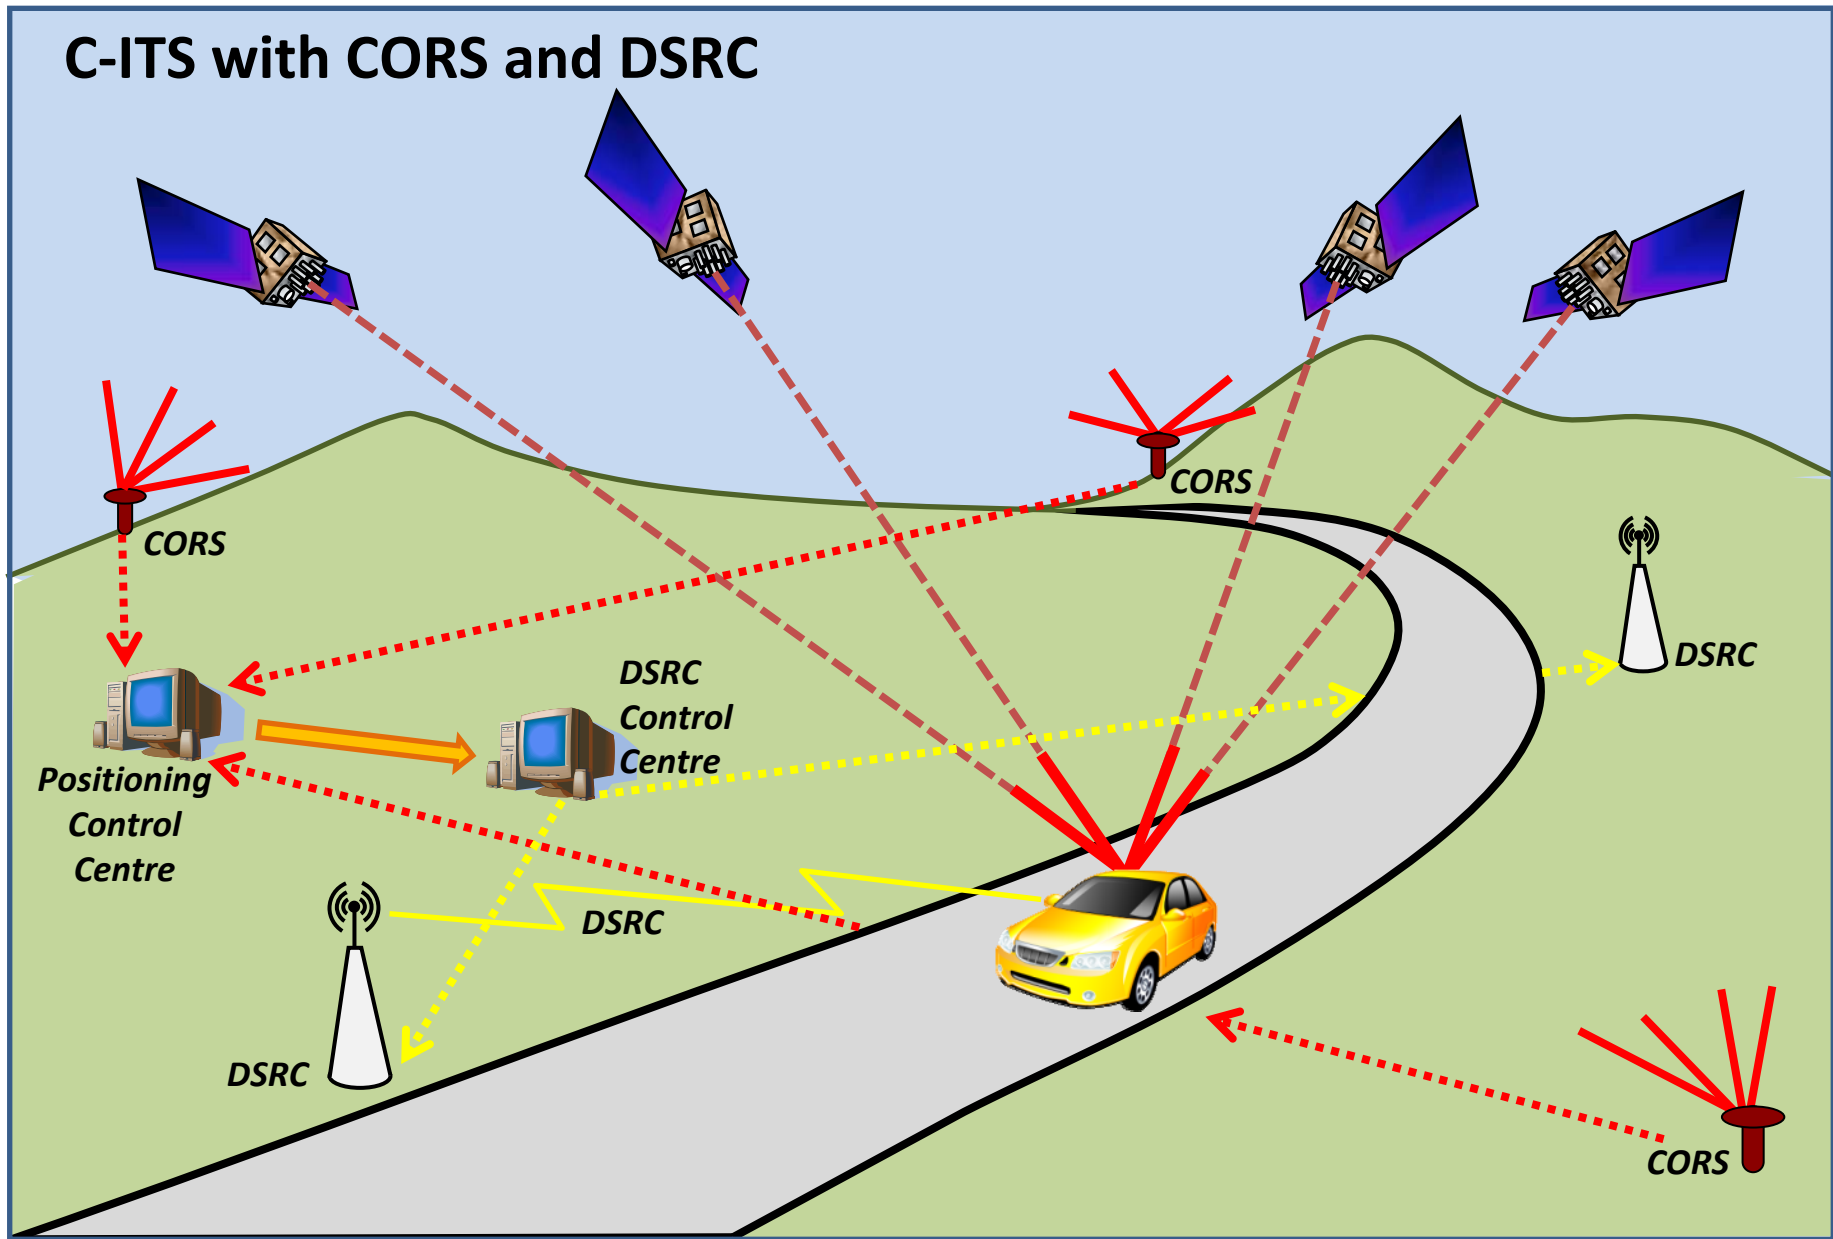 C-ITS with CORS and DSRC
CORS
CORS
DSRC
DSRC
Control
Centre
Positioning
Control
Centre
DSRC
DSRC
CORS